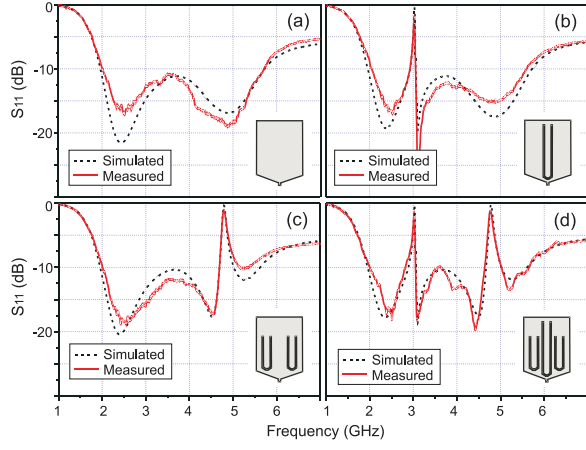 0
-10
-20
S11 (dB)
(a)
Simulated
Measured
(b)
Simulated
Measured
0
-10
-20
S11 (dB)
(c)
Simulated
Measured
(d)
Simulated
Measured
1 2 3 4 5 6 1 2 3 4 5 6
Frequency (GHz)